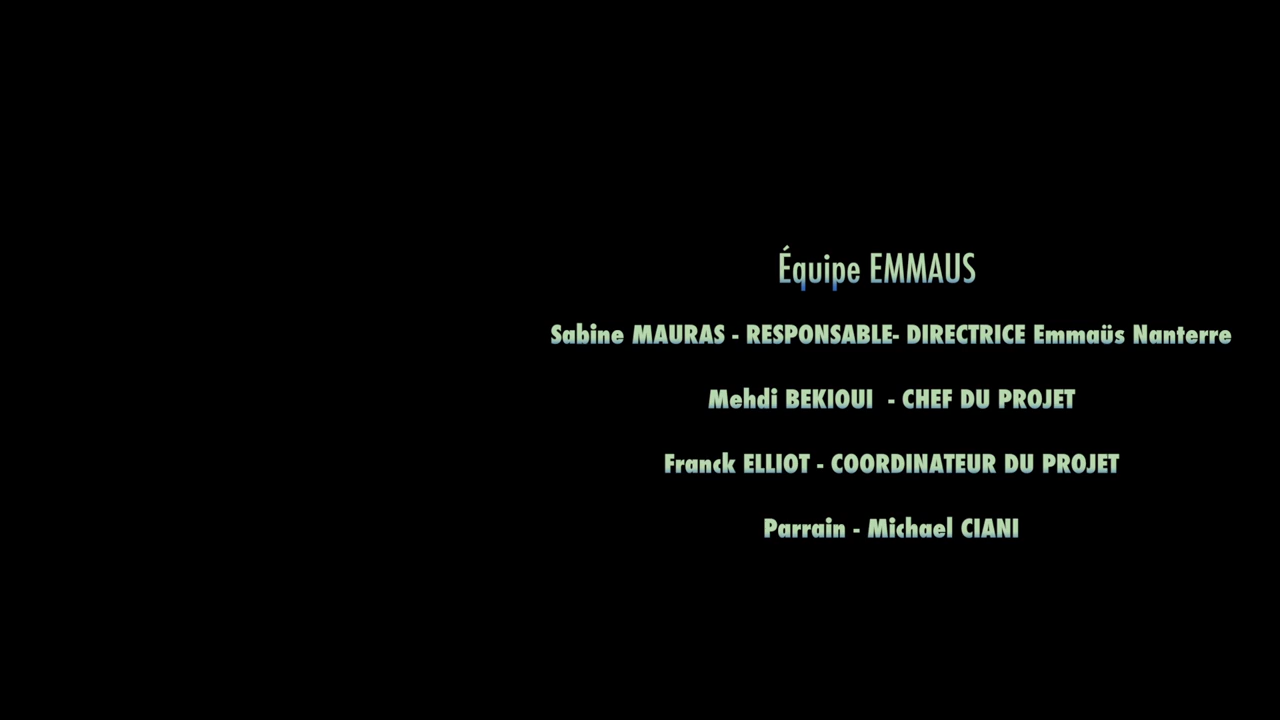 Équipe EMMAUS
Sabine MAURAS - RESPONSABLE- DIRECTRICE Emmaüs Nanterre
Mehdi BEKIOUI  - CHEF DU PROJET
Franck ELLIOT - COORDINATEUR DU PROJET
Parrain - Michael CIANI